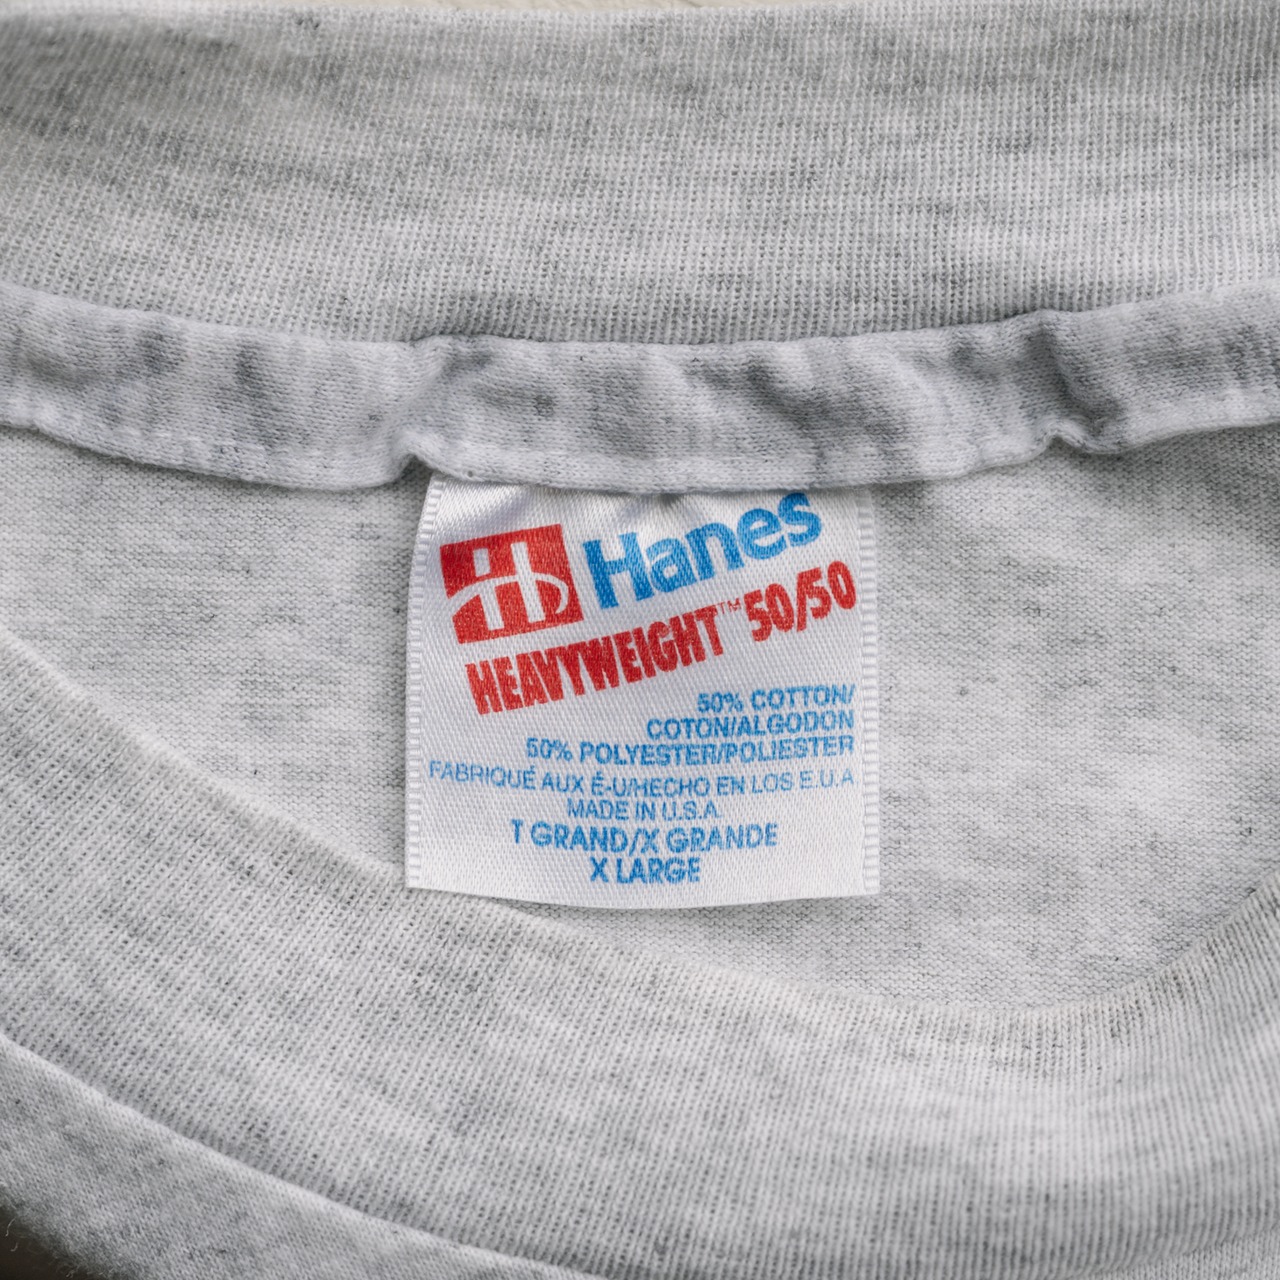 Hanes
HEAVYWEIGHT™ 50/50
50% COTTON/
COTON/ALGODON
50% POLYESTER/POLIESTER
FABRIQUÉ AUX É-U/HECHO EN LOS E.U.A
MADE IN U.S.A.
T GRAND/X GRANDE
X LARGE